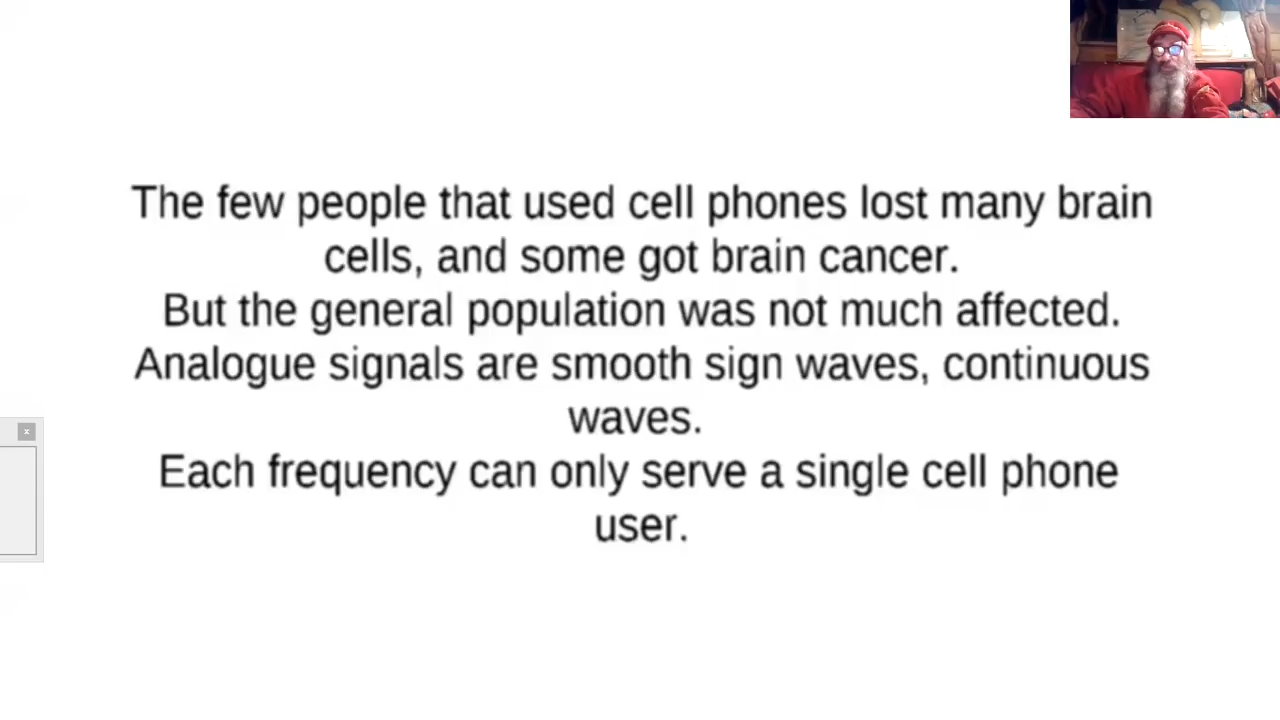 The few people that used cell phones lost many brain
cells, and some got brain cancer.
But the general population was not much affected.
Analogue signals are smooth sign waves, continuous
waves.
Each frequency can only serve a single cell phone
user.
x